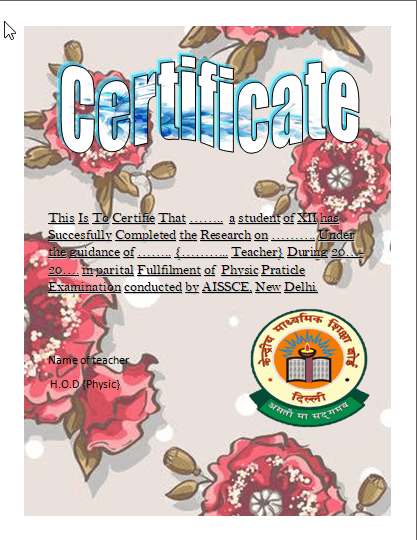 Certificate
This Is To Certifie That …….. a student of XII has
Succesfully Completed the Research on ………. Under
the guidance of …….. {……….. Teacher} During 20…-
20…. in parital Fullfilment of Physic Praticle
Examination conducted by AISSCE, New Delhi
केन्द्रीय माध्यमिक शिक्षा बोर्ड
दिल्ली
असतो मा सद्गमय
Name of teacher
H.O.D {Physic}